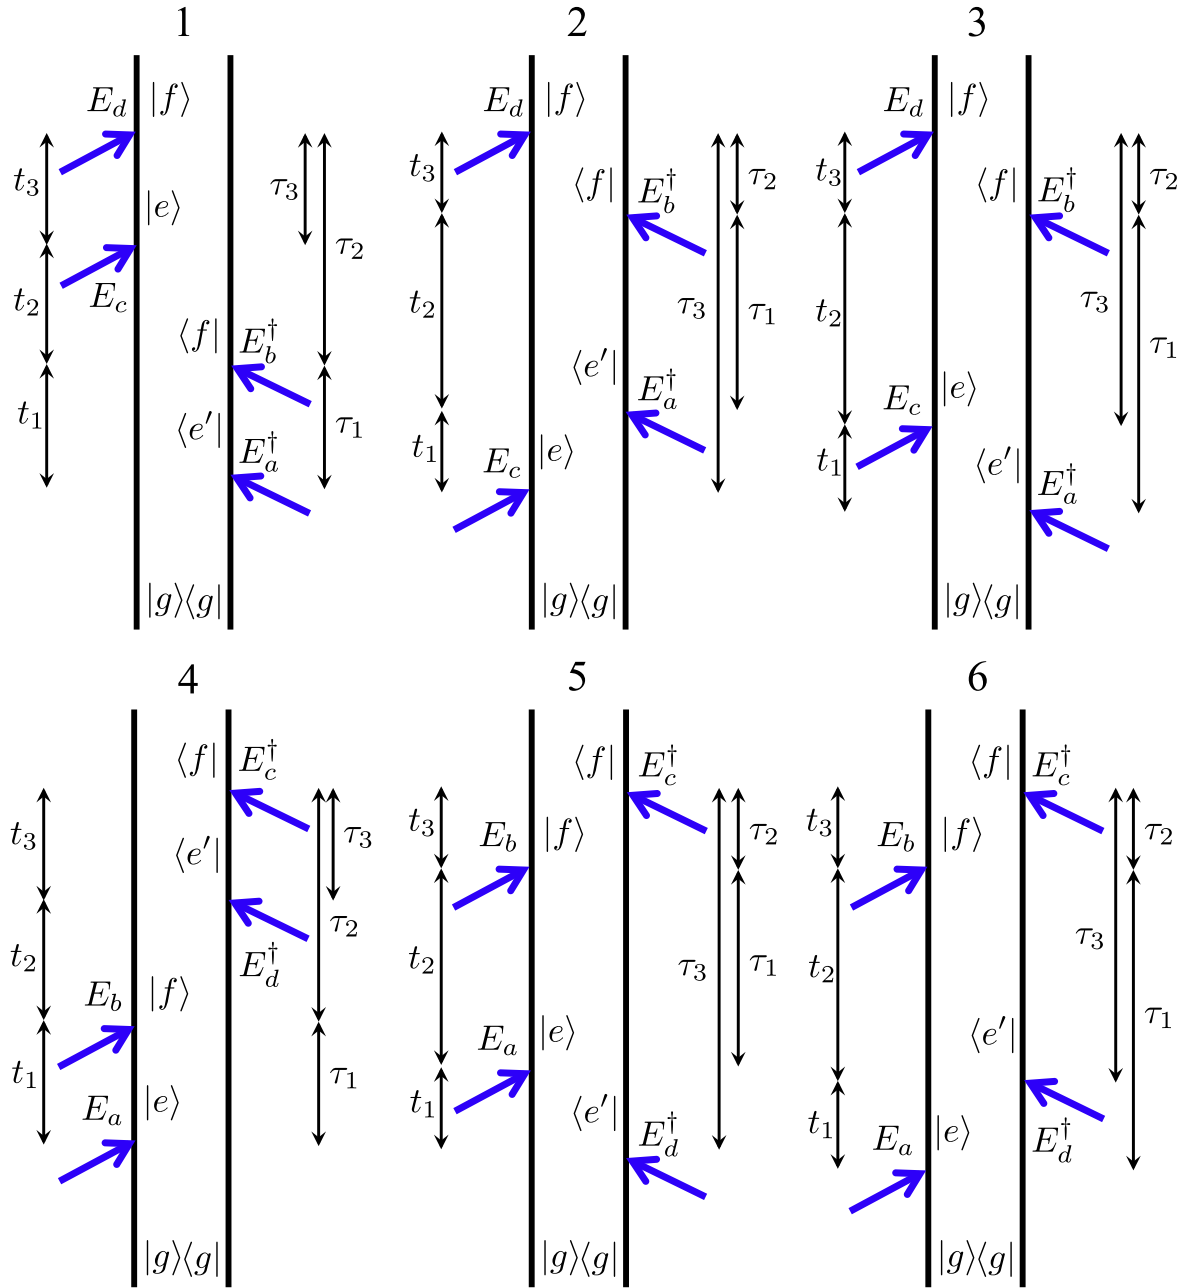 1 2 3
E_d |f⟩ E_d |f⟩ E_d |f⟩
t_3 |e⟩ τ_3 τ_2 t_3 ⟨f| E_b^† τ_2 t_3 ⟨f| E_b^† τ_2
t_2 E_c ⟨f| E_b^† t_2 τ_3 τ_1 t_2 τ_3 τ_1
t_1 ⟨e′| E_a^† τ_1 ⟨e′| E_a^† E_c |e⟩
t_1 E_c |e⟩ t_1 ⟨e′| E_a^†
|g⟩⟨g| |g⟩⟨g| |g⟩⟨g|
4 5 6
⟨f| E_c^† ⟨f| E_c^† ⟨f| E_c^†
t_3 ⟨e′| τ_3 t_3 E_b |f⟩ τ_2 t_3 E_b |f⟩ τ_2
t_2 E_d^† τ_2 t_2 τ_3 τ_1 t_2 τ_3 τ_1
E_b |f⟩ E_a |e⟩ ⟨e′|
t_1 E_a |e⟩ τ_1 t_1 ⟨e′| E_d^† t_1 E_a |e⟩ E_d^†
|g⟩⟨g| |g⟩⟨g|